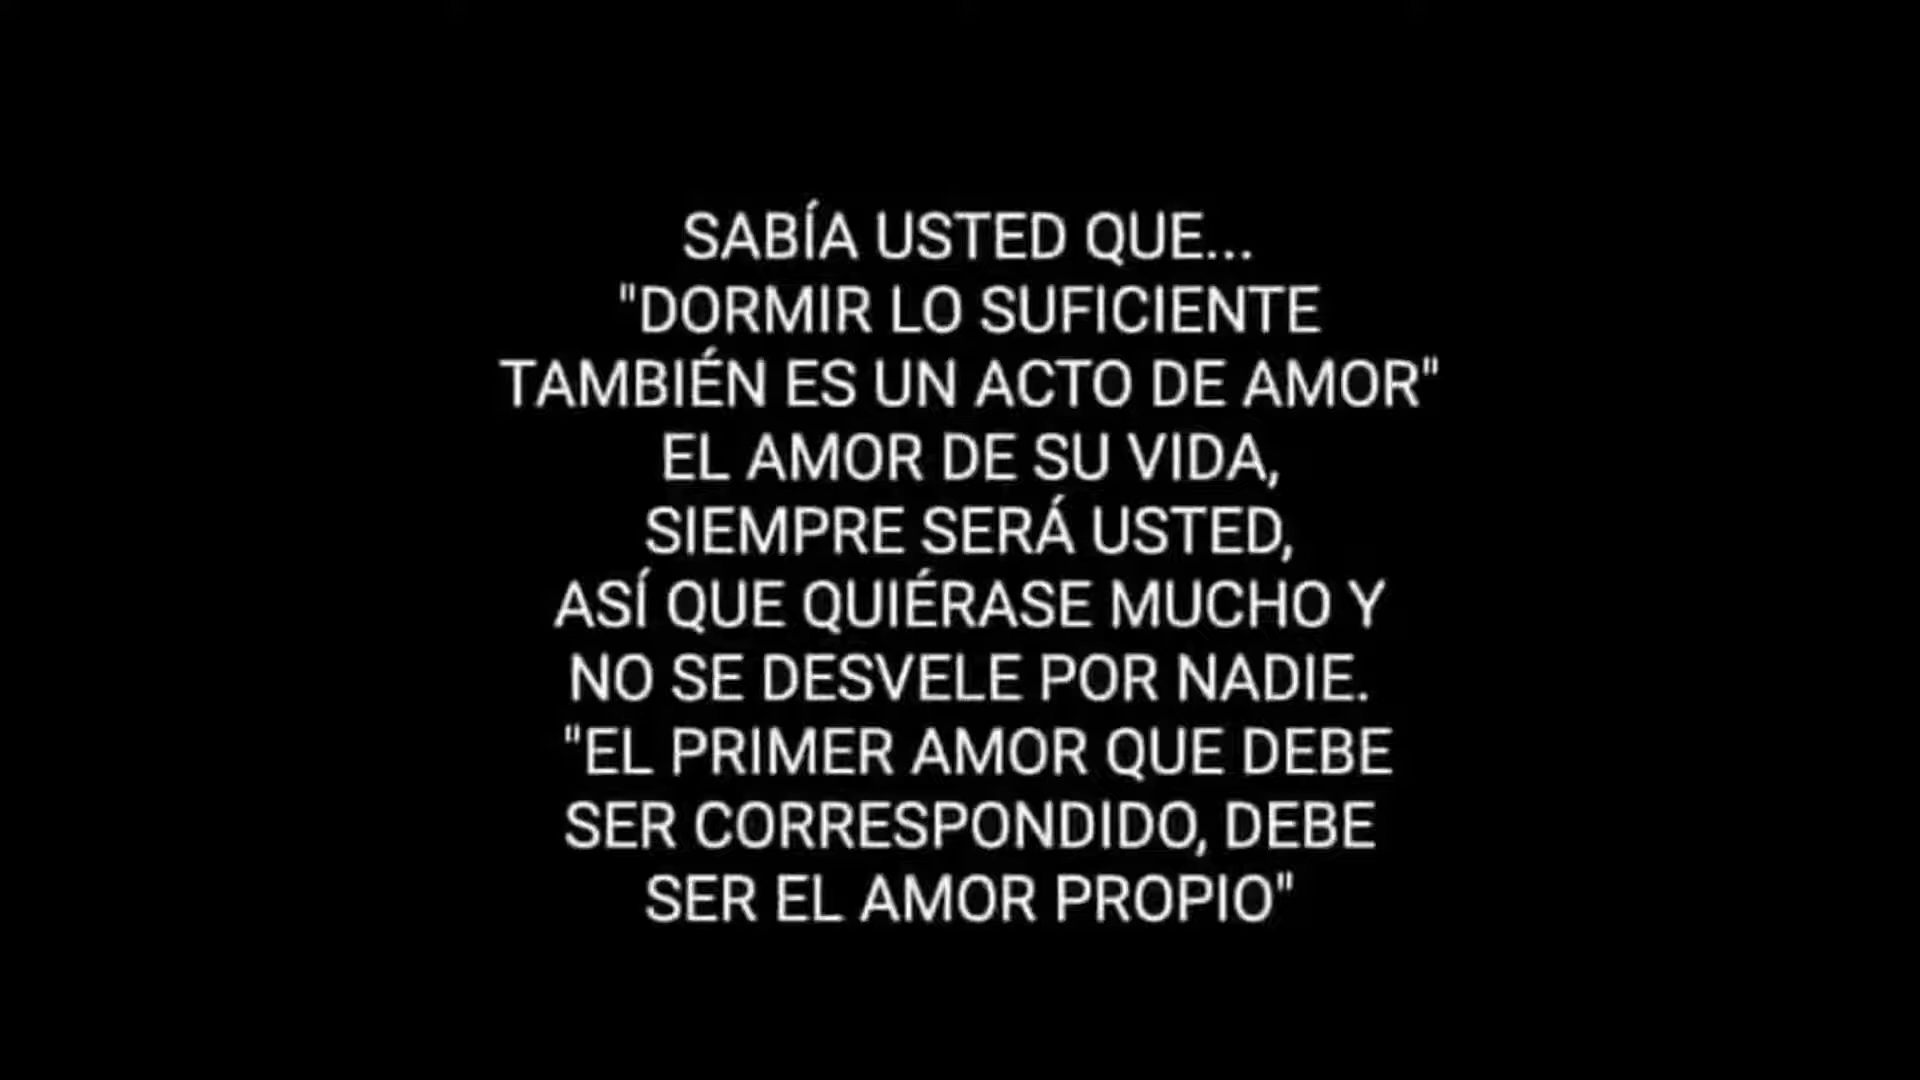 SABÍA USTED QUE...
"DORMIR LO SUFICIENTE
TAMBIÉN ES UN ACTO DE AMOR"
EL AMOR DE SU VIDA,
SIEMPRE SERÁ USTED,
ASÍ QUE QUIÉRASE MUCHO Y
NO SE DESVELE POR NADIE.
"EL PRIMER AMOR QUE DEBE
SER CORRESPONDIDO, DEBE
SER EL AMOR PROPIO"